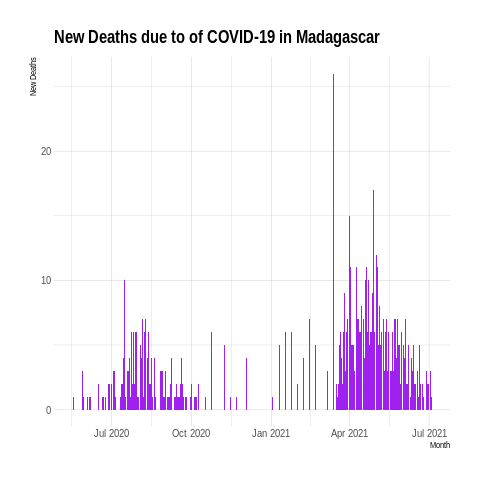 New Deaths due to of COVID-19 in Madagascar
New Deaths
20
10
0
Jul 2020
Oct 2020
Jan 2021
Apr 2021
Jul 2021
Month